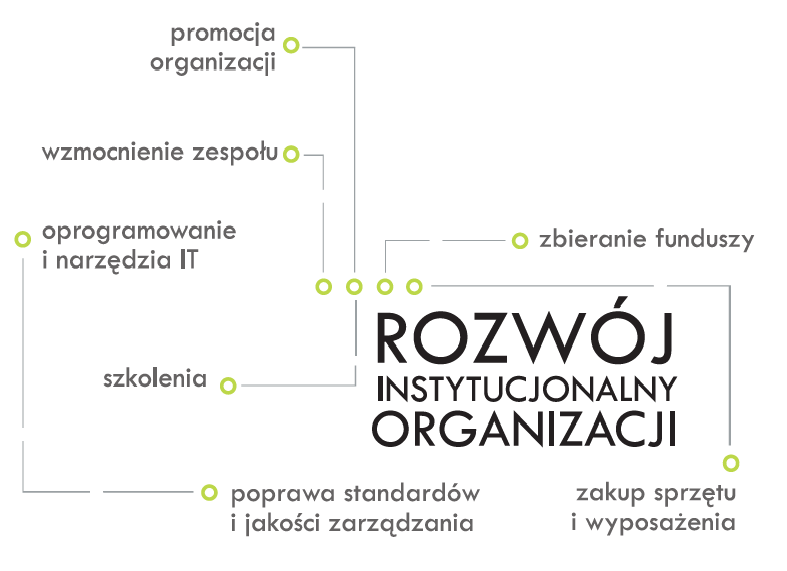 promocja
organizacji
wzmocnienie zespołu
oprogramowanie
i narzędzia IT
zbieranie funduszy
ROZWÓJ
INSTYTUCJONALNY
ORGANIZACJI
szkolenia
poprawa standardów
i jakości zarządzania
zakup sprzętu
i wyposażenia